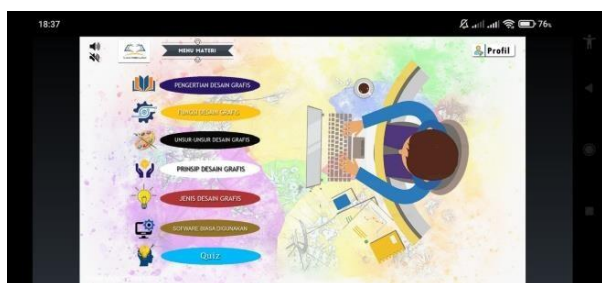 18:37
76%
MENU MATERI
Profil
PENGERTIAN DESAIN GRAFIS
FUNGSI DESAIN GRAFIS
UNSUR-UNSUR DESAIN GRAFIS
PRINSIP DESAIN GRAFIS
JENIS DESAIN GRAFIS
SOFWARE BIASA DIGUNAKAN
Quiz